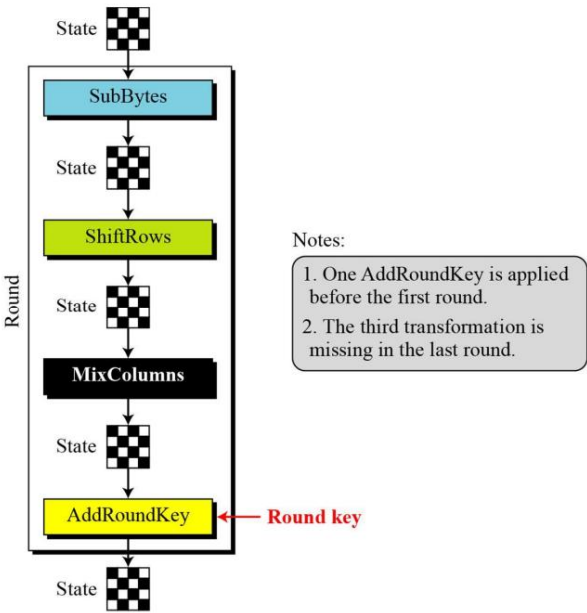 State
SubBytes
State
ShiftRows
State
MixColumns
State
AddRoundKey
Round key
State
Round
Notes:
1. One AddRoundKey is applied
before the first round.
2. The third transformation is
missing in the last round.